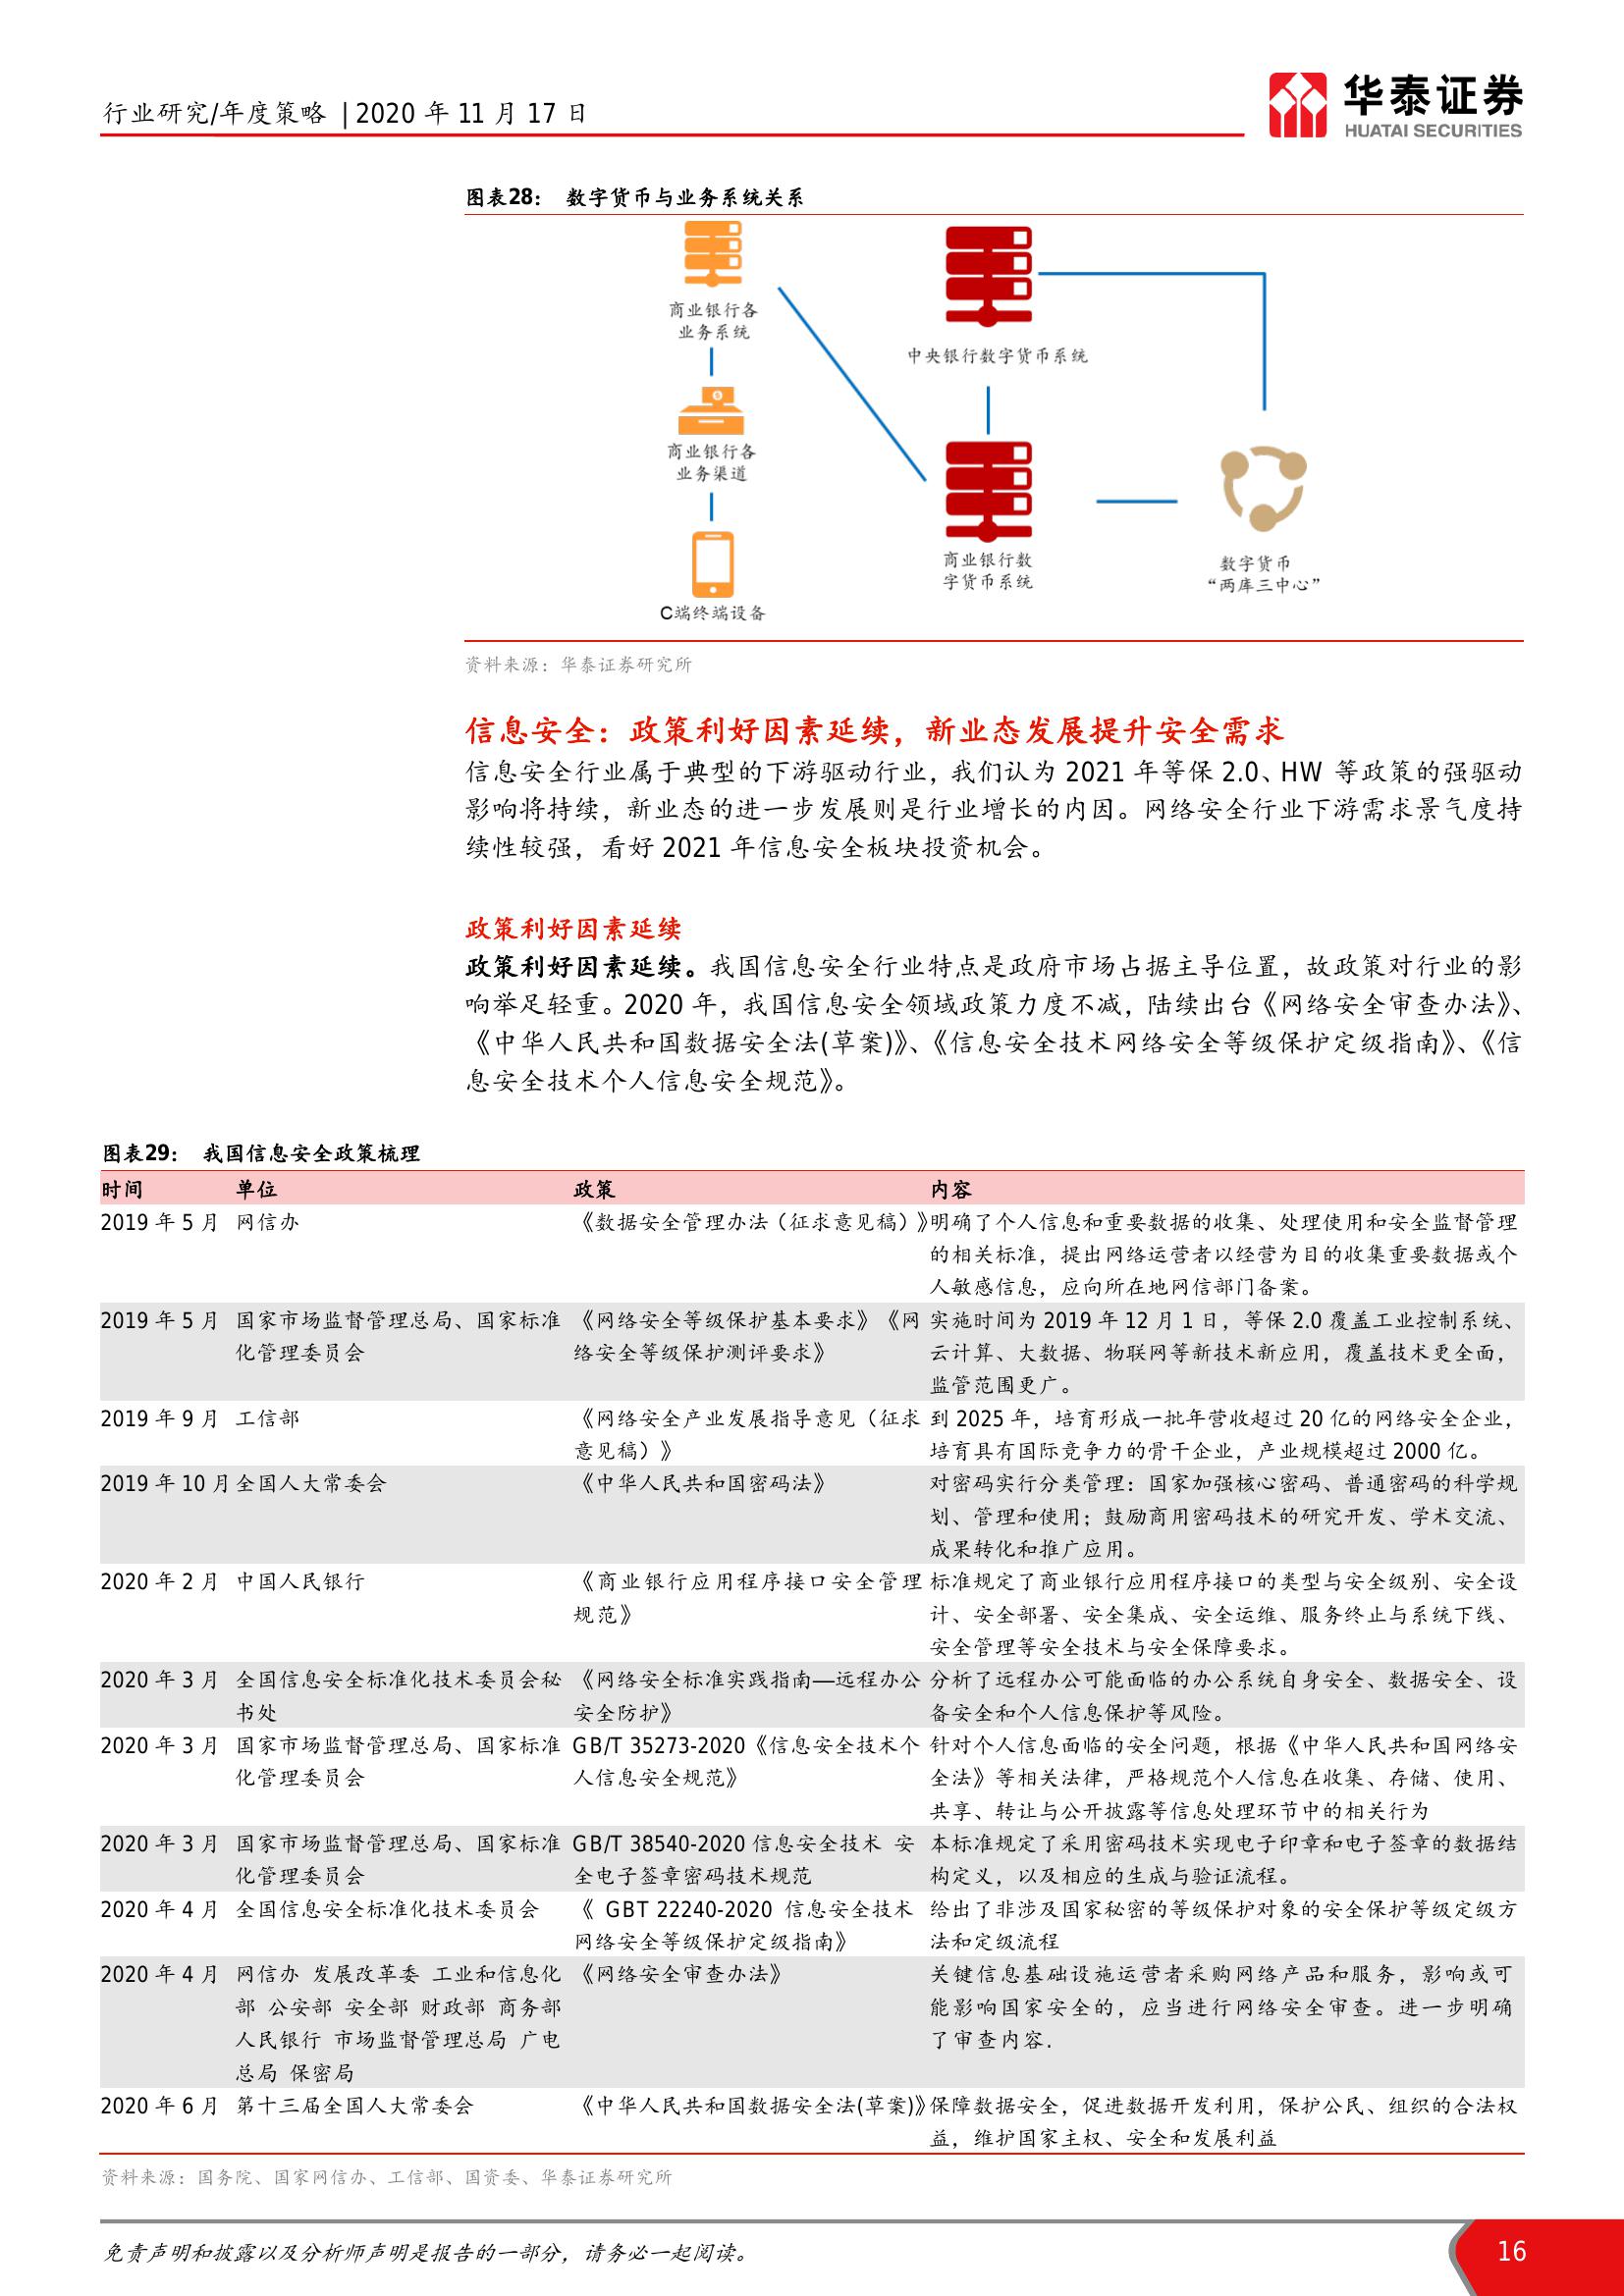 行业研究/年度策略 | 2020 年 11 月 17 日
华泰证券
HUATAI SECURITIES
图表28： 数字货币与业务系统关系
商业银行各
业务系统
中央银行数字货币系统
商业银行各
业务渠道
商业银行数
字货币系统
数字货币
“两库三中心”
C端终端设备
资料来源：华泰证券研究所
信息安全：政策利好因素延续，新业态发展提升安全需求
信息安全行业属于典型的下游驱动行业，我们认为 2021 年等保 2.0、HW 等政策的强驱动
影响将持续，新业态的进一步发展则是行业增长的内因。网络安全行业下游需求景气度持
续性较强，看好 2021 年信息安全板块投资机会。
政策利好因素延续
政策利好因素延续。我国信息安全行业特点是政府市场占据主导位置，故政策对行业的影
响举足轻重。2020 年，我国信息安全领域政策力度不减，陆续出台《网络安全审查办法》、
《中华人民共和国数据安全法(草案)》、《信息安全技术网络安全等级保护定级指南》、《信
息安全技术个人信息安全规范》。
图表29： 我国信息安全政策梳理
时间 单位 政策 内容
2019 年 5 月 网信办 《数据安全管理办法（征求意见稿）》明确了个人信息和重要数据的收集、处理使用和安全监督管理
的相关标准，提出网络运营者以经营为目的收集重要数据或个
人敏感信息，应向所在地网信部门备案。
2019 年 5 月 国家市场监督管理总局、国家标准 《网络安全等级保护基本要求》《网 实施时间为 2019 年 12 月 1 日，等保 2.0 覆盖工业控制系统、
化管理委员会 络安全等级保护测评要求》 云计算、大数据、物联网等新技术新应用，覆盖技术更全面，
监管范围更广。
2019 年 9 月 工信部 《网络安全产业发展指导意见（征求 到 2025 年，培育形成一批年营收超过 20 亿的网络安全企业，
意见稿）》 培育具有国际竞争力的骨干企业，产业规模超过 2000 亿。
2019 年 10 月 全国人大常委会 《中华人民共和国密码法》 对密码实行分类管理：国家加强核心密码、普通密码的科学规
划、管理和使用；鼓励商用密码技术的研究开发、学术交流、
成果转化和推广应用。
2020 年 2 月 中国人民银行 《商业银行应用程序接口安全管理 标准规定了商业银行应用程序接口的类型与安全级别、安全设
规范》 计、安全部署、安全集成、安全运维、服务终止与系统下线、
安全管理等安全技术与安全保障要求。
2020 年 3 月 全国信息安全标准化技术委员会秘 《网络安全标准实践指南—远程办公 分析了远程办公可能面临的办公系统自身安全、数据安全、设
书处 安全防护》 备安全和个人信息保护等风险。
2020 年 3 月 国家市场监督管理总局、国家标准 GB/T 35273-2020《信息安全技术个 针对个人信息面临的安全问题，根据《中华人民共和国网络安
化管理委员会 人信息安全规范》 全法》等相关法律，严格规范个人信息在收集、存储、使用、
共享、转让与公开披露等信息处理环节中的相关行为
2020 年 3 月 国家市场监督管理总局、国家标准 GB/T 38540-2020 信息安全技术 安 本标准规定了采用密码技术实现电子印章和电子签章的数据结
化管理委员会 全电子签章密码技术规范 构定义，以及相应的生成与验证流程。
2020 年 4 月 全国信息安全标准化技术委员会 《 GBT 22240-2020 信息安全技术 给出了非涉及国家秘密的等级保护对象的安全保护等级定级方
网络安全等级保护定级指南》 法和定级流程
2020 年 4 月 网信办 发展改革委 工业和信息化 《网络安全审查办法》 关键信息基础设施运营者采购网络产品和服务，影响或可
部 公安部 安全部 财政部 商务部 能影响国家安全的，应当进行网络安全审查。进一步明确
人民银行 市场监督管理总局 广电 了审查内容.
总局 保密局
2020 年 6 月 第十三届全国人大常委会 《中华人民共和国数据安全法(草案)》保障数据安全，促进数据开发利用，保护公民、组织的合法权
益，维护国家主权、安全和发展利益
资料来源：国务院、国家网信办、工信部、国资委、华泰证券研究所
免责声明和披露以及分析师声明是报告的一部分，请务必一起阅读。
16